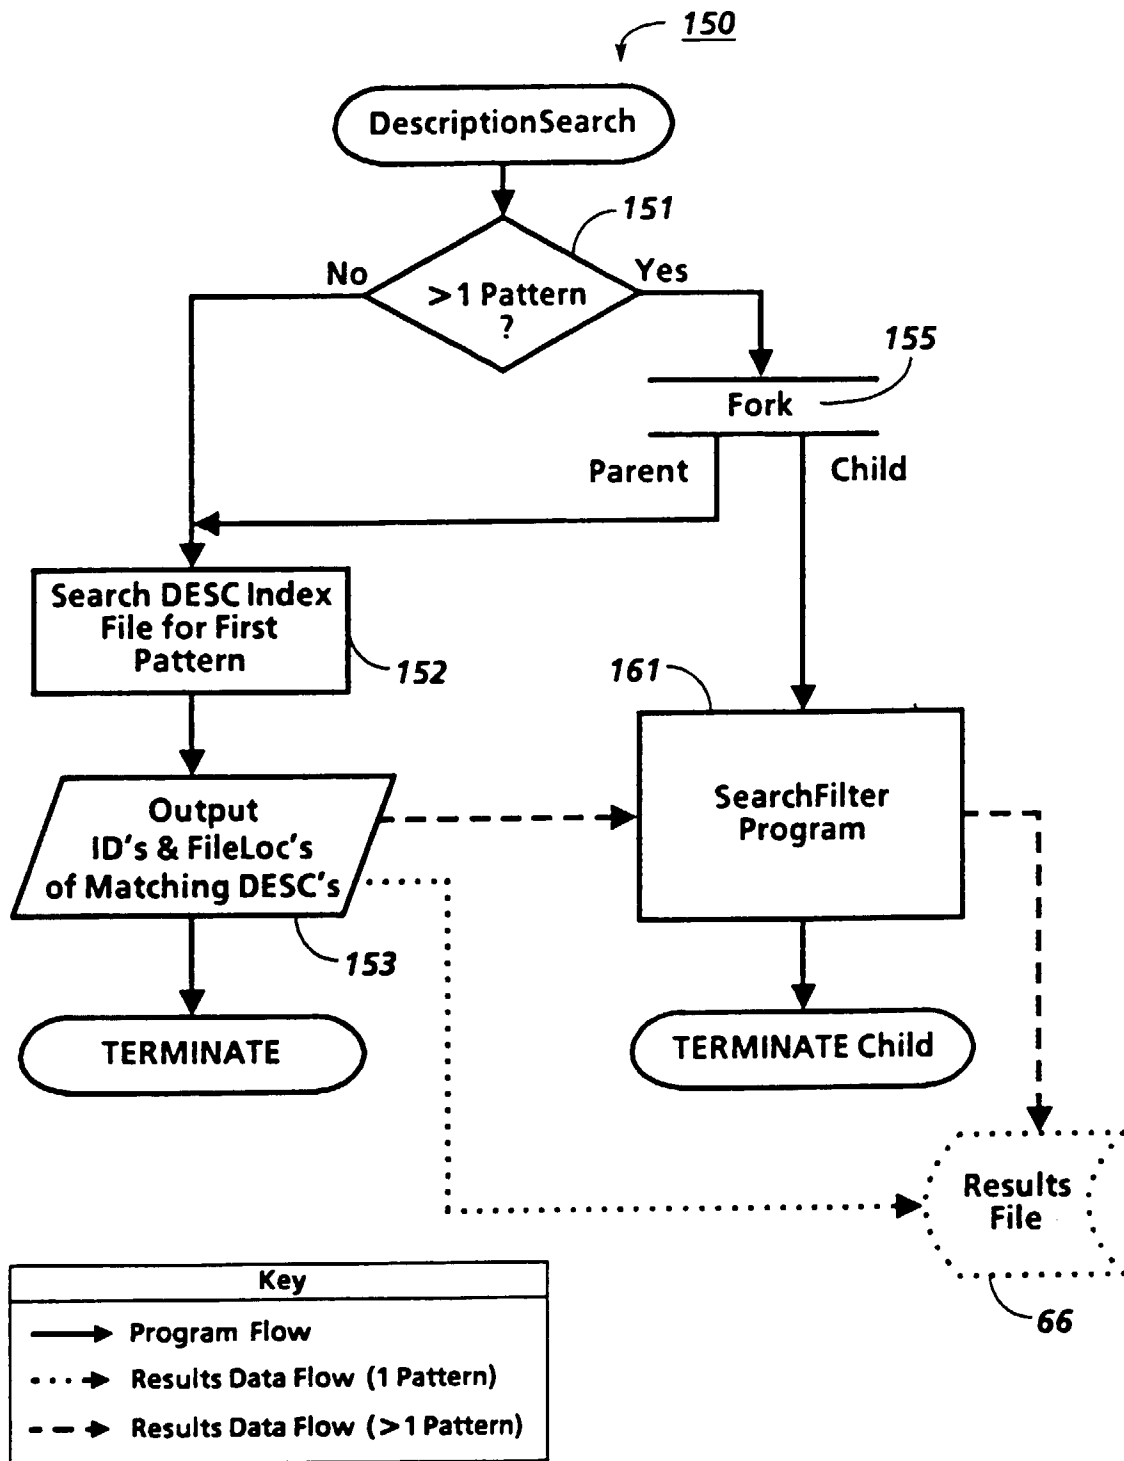 150
DescriptionSearch
151
No
Yes
>1 Pattern
?
155
Fork
Parent
Child
Search DESC Index
File for First
Pattern
152
161
SearchFilter
Program
Output
ID's & FileLoc's
of Matching DESC's
153
TERMINATE
TERMINATE Child
Results
File
66
Key
Program Flow
Results Data Flow (1 Pattern)
Results Data Flow (>1 Pattern)